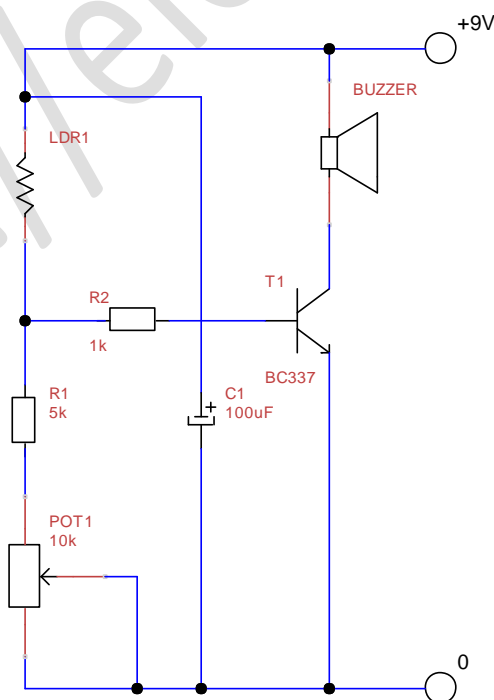 +9V
BUZZER
LDR1
T1
R2
1k
BC337
R1
5k
C1
100uF
+
POT1
10k
0